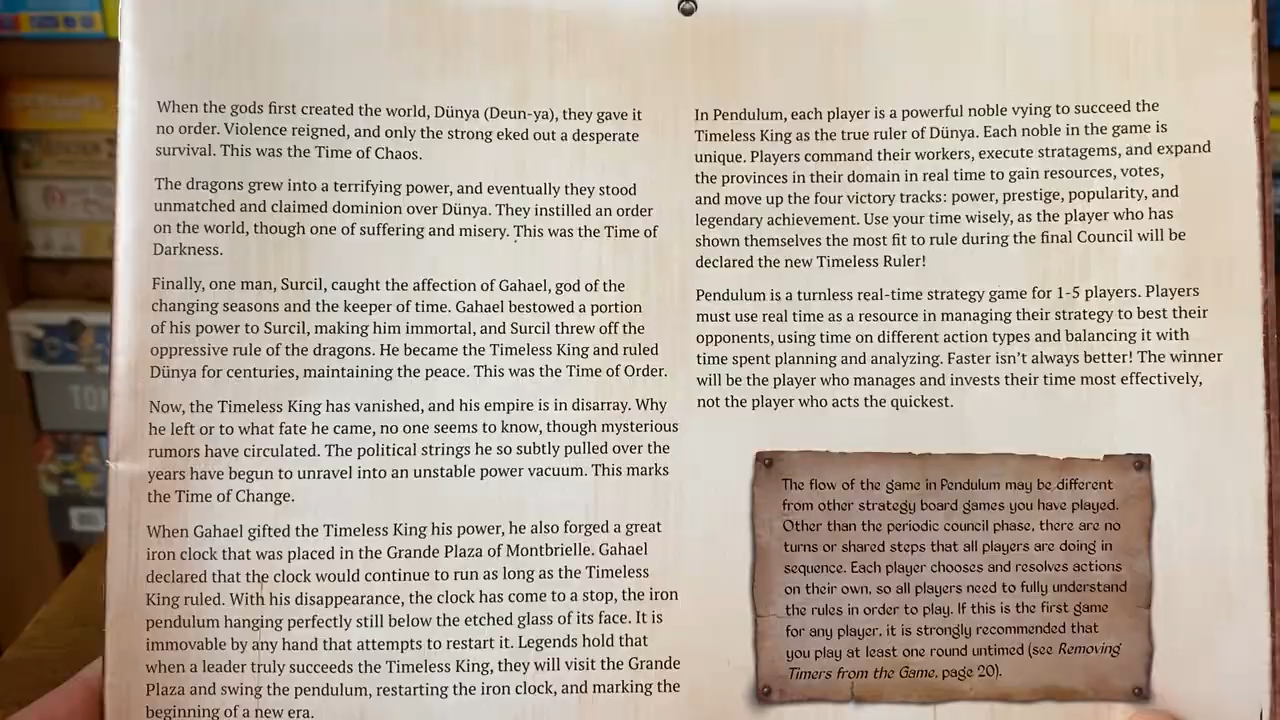 When the gods first created the world, Dünya (Deun-ya), they gave it
no order. Violence reigned, and only the strong eked out a desperate
survival. This was the Time of Chaos.
The dragons grew into a terrifying power, and eventually they stood
unmatched and claimed dominion over Dünya. They instilled an order
on the world, though one of suffering and misery. This was the Time of
Darkness.
Finally, one man, Surcil, caught the affection of Gahael, god of the
changing seasons and the keeper of time. Gahael bestowed a portion
of his power to Surcil, making him immortal, and Surcil threw off the
oppressive rule of the dragons. He became the Timeless King and ruled
Dünya for centuries, maintaining the peace. This was the Time of Order.
Now, the Timeless King has vanished, and his empire is in disarray. Why
he left or to what fate he came, no one seems to know, though mysterious
rumors have circulated. The political strings he so subtly pulled over the
years have begun to unravel into an unstable power vacuum. This marks
the Time of Change.
When Gahael gifted the Timeless King his power, he also forged a great
iron clock that was placed in the Grande Plaza of Montbrielle. Gahael
declared that the clock would continue to run as long as the Timeless
King ruled. With his disappearance, the clock has come to a stop, the iron
pendulum hanging perfectly still below the etched glass of its face. It is
immovable by any hand that attempts to restart it. Legends hold that
when a leader truly succeeds the Timeless King, they will visit the Grande
Plaza and swing the pendulum, restarting the iron clock, and marking the
beginning of a new era.
In Pendulum, each player is a powerful noble vying to succeed the
Timeless King as the true ruler of Dünya. Each noble in the game is
unique. Players command their workers, execute stratagems, and expand
the provinces in their domain in real time to gain resources, votes,
and move up the four victory tracks: power, prestige, popularity, and
legendary achievement. Use your time wisely, as the player who has
shown themselves the most fit to rule during the final Council will be
declared the new Timeless Ruler!
Pendulum is a turnless real-time strategy game for 1-5 players. Players
must use real time as a resource in managing their strategy to best their
opponents, using time on different action types and balancing it with
time spent planning and analyzing. Faster isn't always better! The winner
will be the player who manages and invests their time most effectively,
not the player who acts the quickest.
The flow of the game in Pendulum may be different
from other strategy board games you have played.
Other than the periodic council phase, there are no
turns or shared steps that all players are doing in
sequence. Each player chooses and resolves actions
on their own, so all players need to fully understand
the rules in order to play. If this is the first game
for any player, it is strongly recommended that
you play at least one round untimed (see Removing
Timers from the Game, page 20).